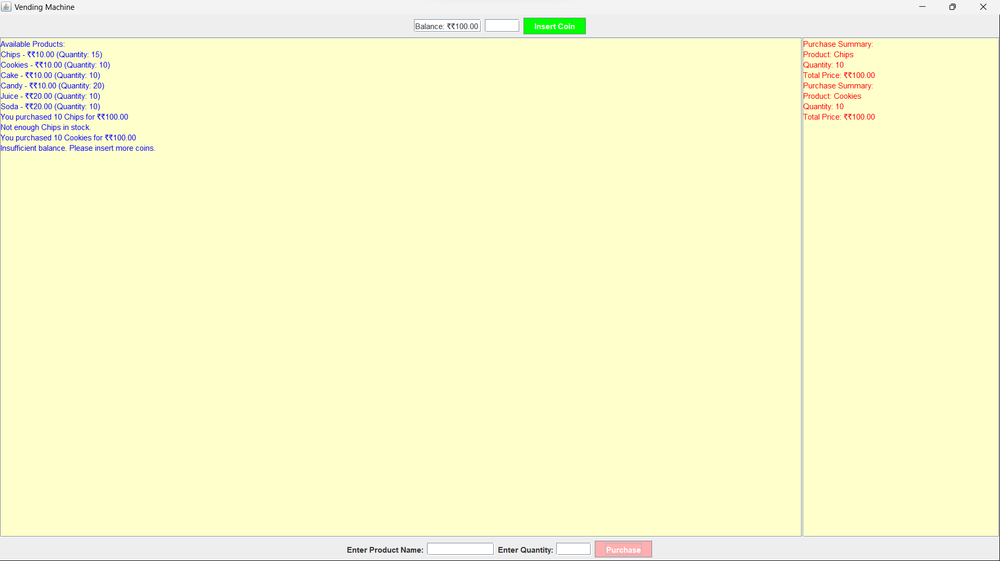 Vending Machine
Balance: ₹₹100.00
Insert Coin
Available Products:
Chips - ₹₹10.00 (Quantity: 15)
Cookies - ₹₹10.00 (Quantity: 10)
Cake - ₹₹10.00 (Quantity: 10)
Candy - ₹₹10.00 (Quantity: 20)
Juice - ₹₹20.00 (Quantity: 10)
Soda - ₹₹20.00 (Quantity: 10)
You purchased 10 Chips for ₹₹100.00
Not enough Chips in stock.
You purchased 10 Cookies for ₹₹100.00
Insufficient balance. Please insert more coins.
Purchase Summary:
Product: Chips
Quantity: 10
Total Price: ₹₹100.00
Purchase Summary:
Product: Cookies
Quantity: 10
Total Price: ₹₹100.00
Enter Product Name:
Enter Quantity:
Purchase